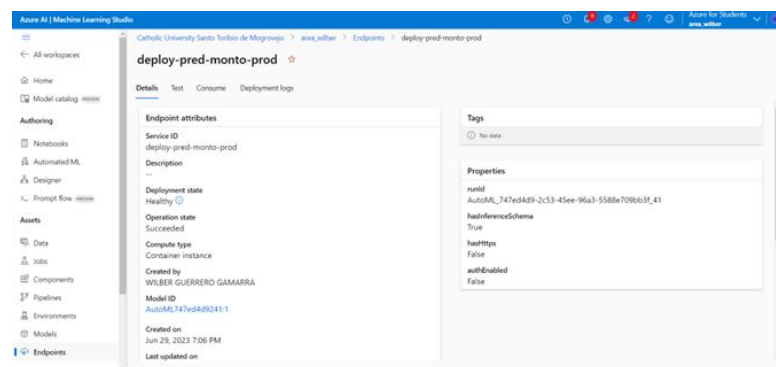 Azure AI | Machine Learning Studio
Azure for Students
area_wilber
Catholic University Santo Toribio de Mogrovejo > area_wilber > Endpoints > deploy-pred-monto-prod
All workspaces
Home
Model catalog
Authoring
Notebooks
Automated ML
Designer
Prompt flow
Assets
Data
Jobs
Components
Pipelines
Environments
Models
Endpoints
deploy-pred-monto-prod
Details Test Consume Deployment logs
Endpoint attributes
Service ID
deploy-pred-monto-prod
Description
--
Deployment state
Healthy
Operation state
Succeeded
Compute type
Container instance
Created by
WILBER GUERRERO GAMARRA
Model ID
AutoML747ed4d9241:1
Created on
Jun 29, 2023 7:06 PM
Last updated on
Tags
No data
Properties
runId
AutoML_747ed4d9-2c53-45ee-96a3-5588e709bb3f_41
hasInferenceSchema
True
hasHttps
False
authEnabled
False